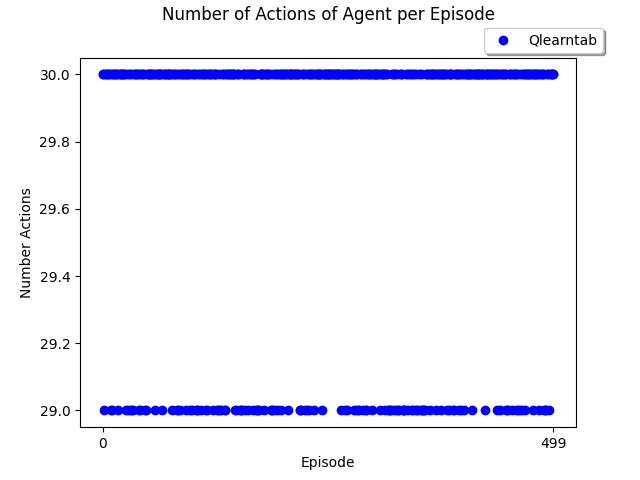 Number of Actions of Agent per Episode
Qlearntab
30.0
29.8
29.6
29.4
29.2
29.0
Number Actions
0
499
Episode